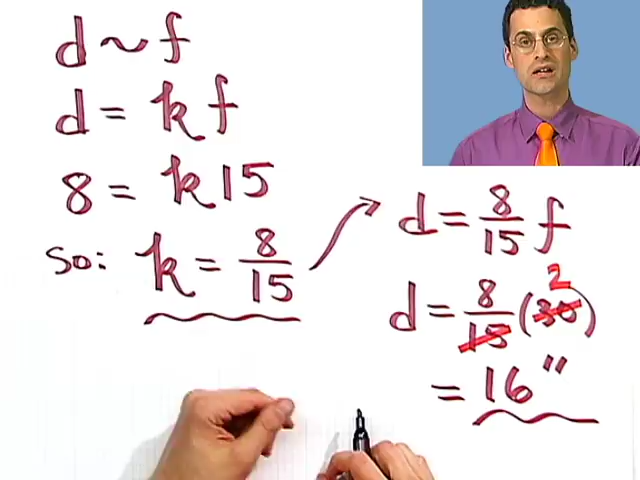 d ~ f
d = kf
8 = k15
so: k = 8/15
d = 8/15 f
d = 8/15 (30) 2
= 16"